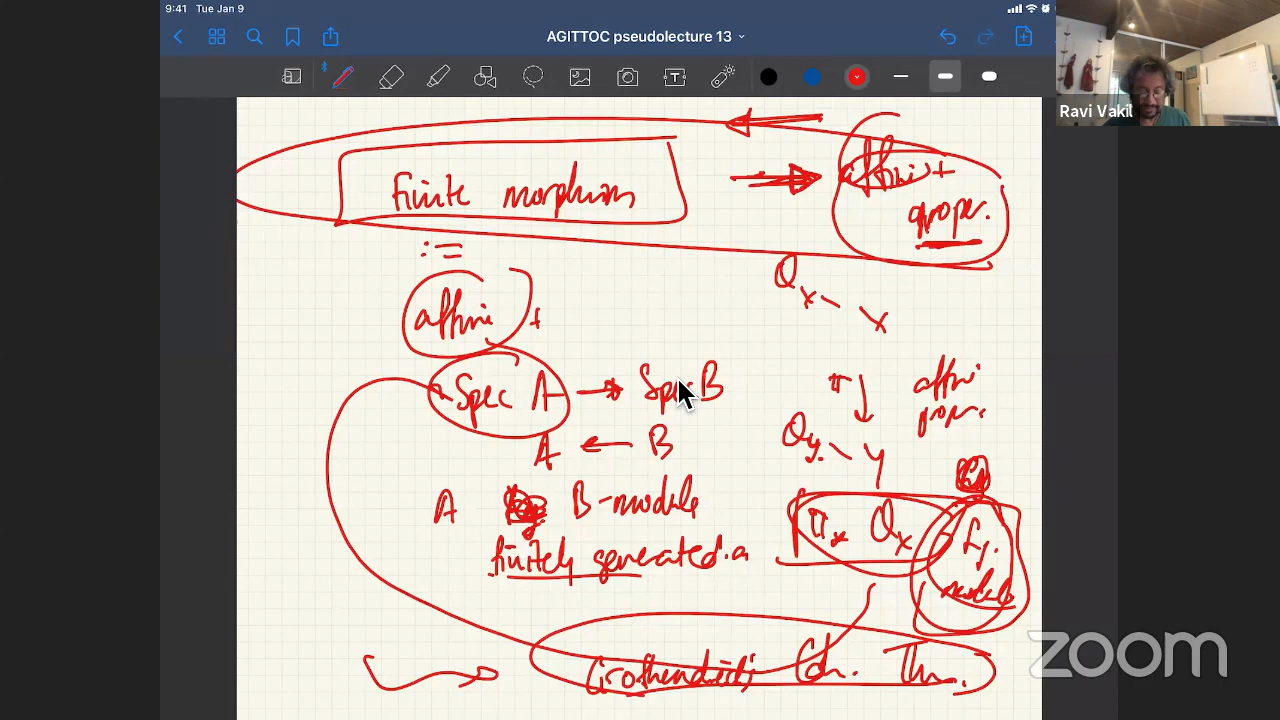 9:41 Tue Jan 9
AGITTOC pseudolecture 13
Ravi Vakil
finite morphism
affine +
proper.
:=
affine +
Spec A → Spec B
A ← B
A B-module
finitely generated.
O_X - X
π ↓ affine
proper
O_Y - Y
π_* O_X f.g.
module
Grothendieck's Coh. Thm.
zoom